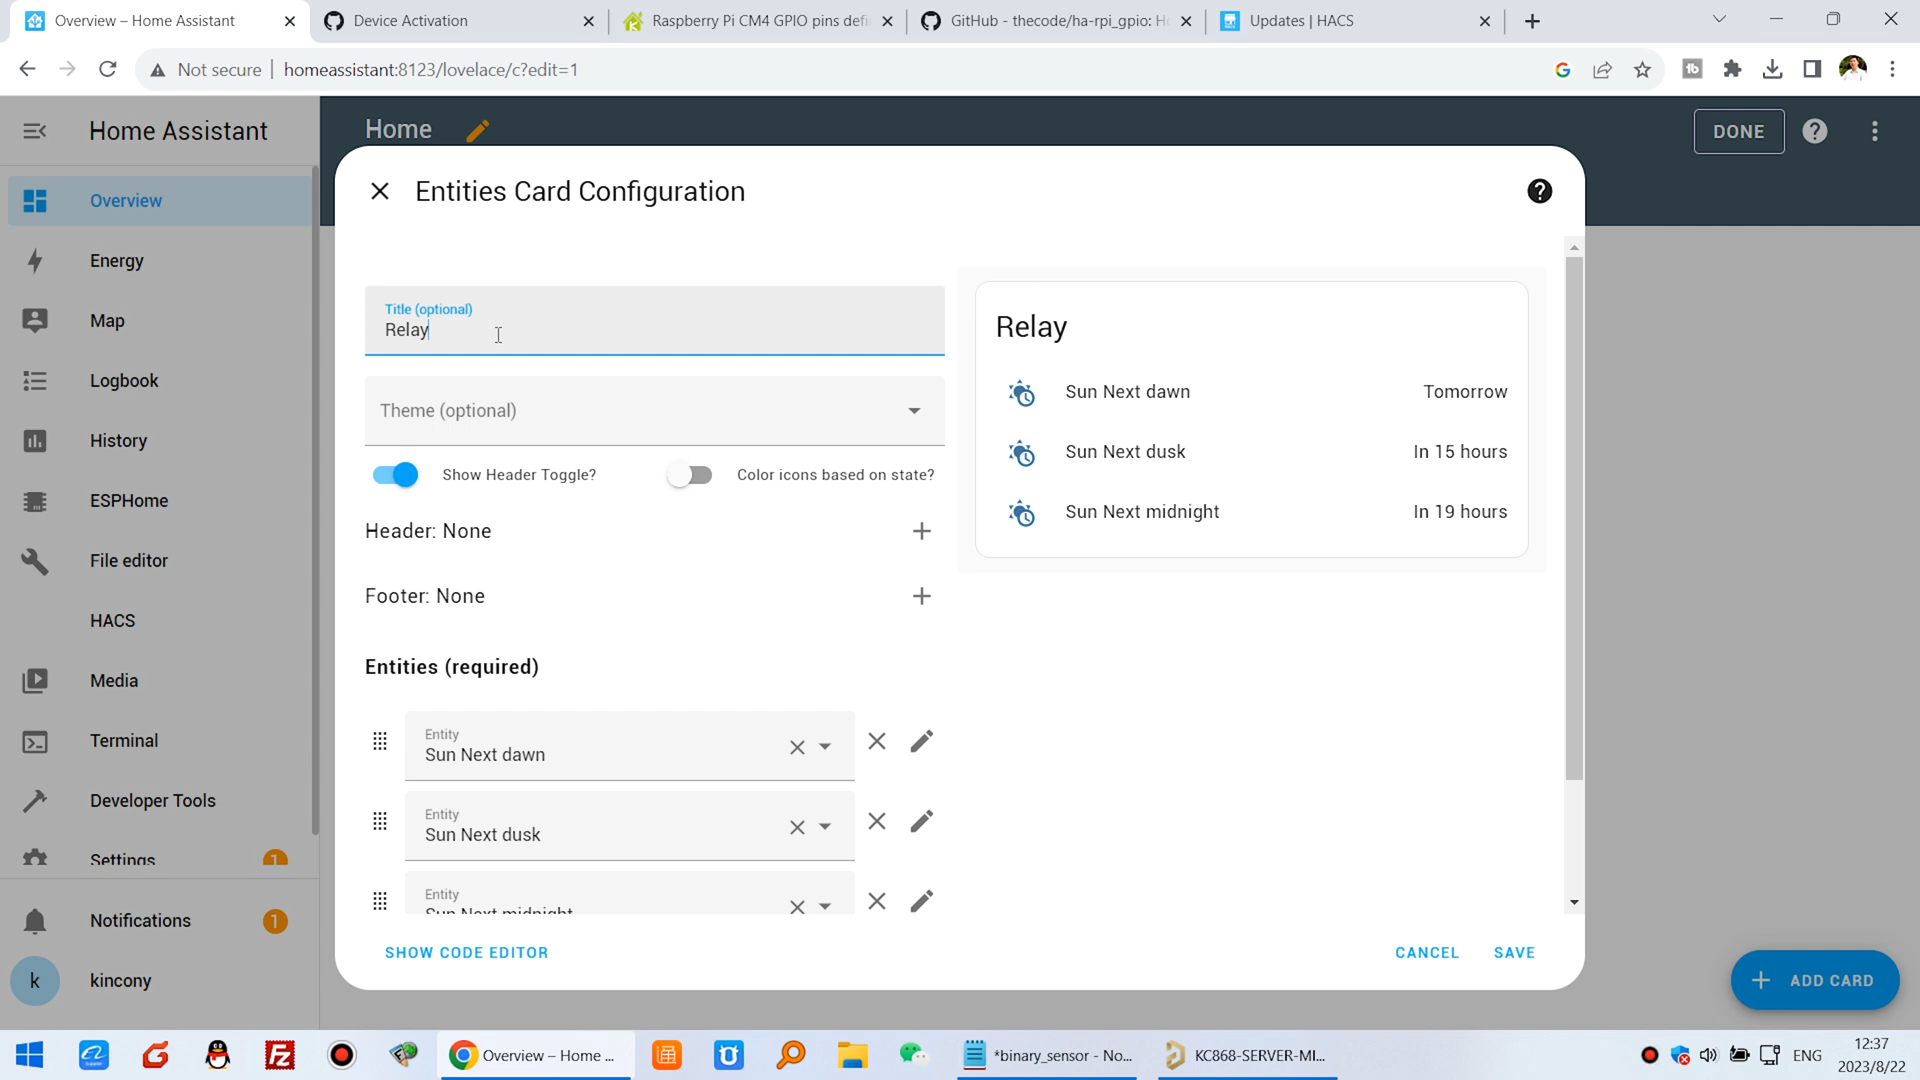 Overview – Home Assistant
Device Activation
Raspberry Pi CM4 GPIO pins defi
GitHub - thecode/ha-rpi_gpio: Ho
Updates | HACS
Not secure
homeassistant:8123/lovelace/c?edit=1
Home Assistant
Home
DONE
Overview
Energy
Map
Logbook
History
ESPHome
File editor
HACS
Media
Terminal
Developer Tools
Settings
1
Notifications
1
k
kincony
Entities Card Configuration
Title (optional)
Relay
Theme (optional)
Show Header Toggle?
Color icons based on state?
Header: None
Footer: None
Entities (required)
Entity
Sun Next dawn
Entity
Sun Next dusk
Entity
Sun Next midnight
Relay
Sun Next dawn
Tomorrow
Sun Next dusk
In 15 hours
Sun Next midnight
In 19 hours
SHOW CODE EDITOR
CANCEL
SAVE
ADD CARD
Overview – Home ...
*binary_sensor - No...
KC868-SERVER-MI...
ENG
12:37
2023/8/22